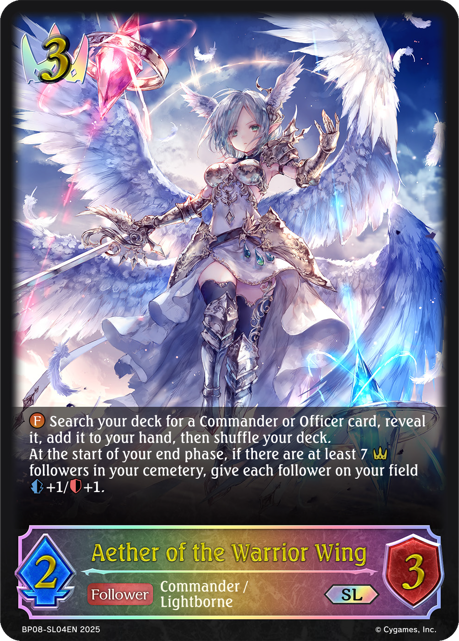 3
F Search your deck for a Commander or Officer card, reveal
it, add it to your hand, then shuffle your deck.
At the start of your end phase, if there are at least 7
followers in your cemetery, give each follower on your field
+1/+1.
Aether of the Warrior Wing
2
Follower
Commander /
Lightborne
SL
3
BP08-SL04EN 2025
© Cygames, Inc.